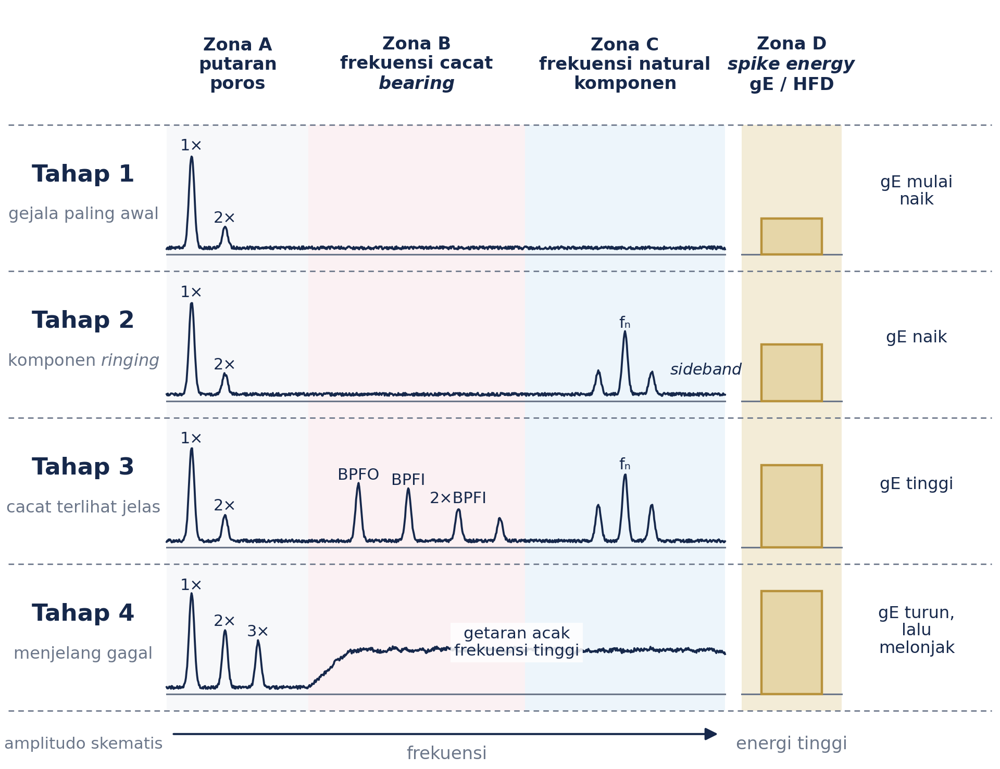 Zona A
putaran
poros
Zona B
frekuensi cacat
bearing
Zona C
frekuensi natural
komponen
Zona D
spike energy
gE / HFD
Tahap 1
gejala paling awal
1×
2×
gE mulai
naik
Tahap 2
komponen ringing
1×
2×
fₙ
sideband
gE naik
Tahap 3
cacat terlihat jelas
1×
2×
BPFO
BPFI
2×BPFI
fₙ
gE tinggi
Tahap 4
menjelang gagal
1×
2×
3×
getaran acak
frekuensi tinggi
gE turun,
lalu
melonjak
amplitudo skematis
frekuensi
energi tinggi